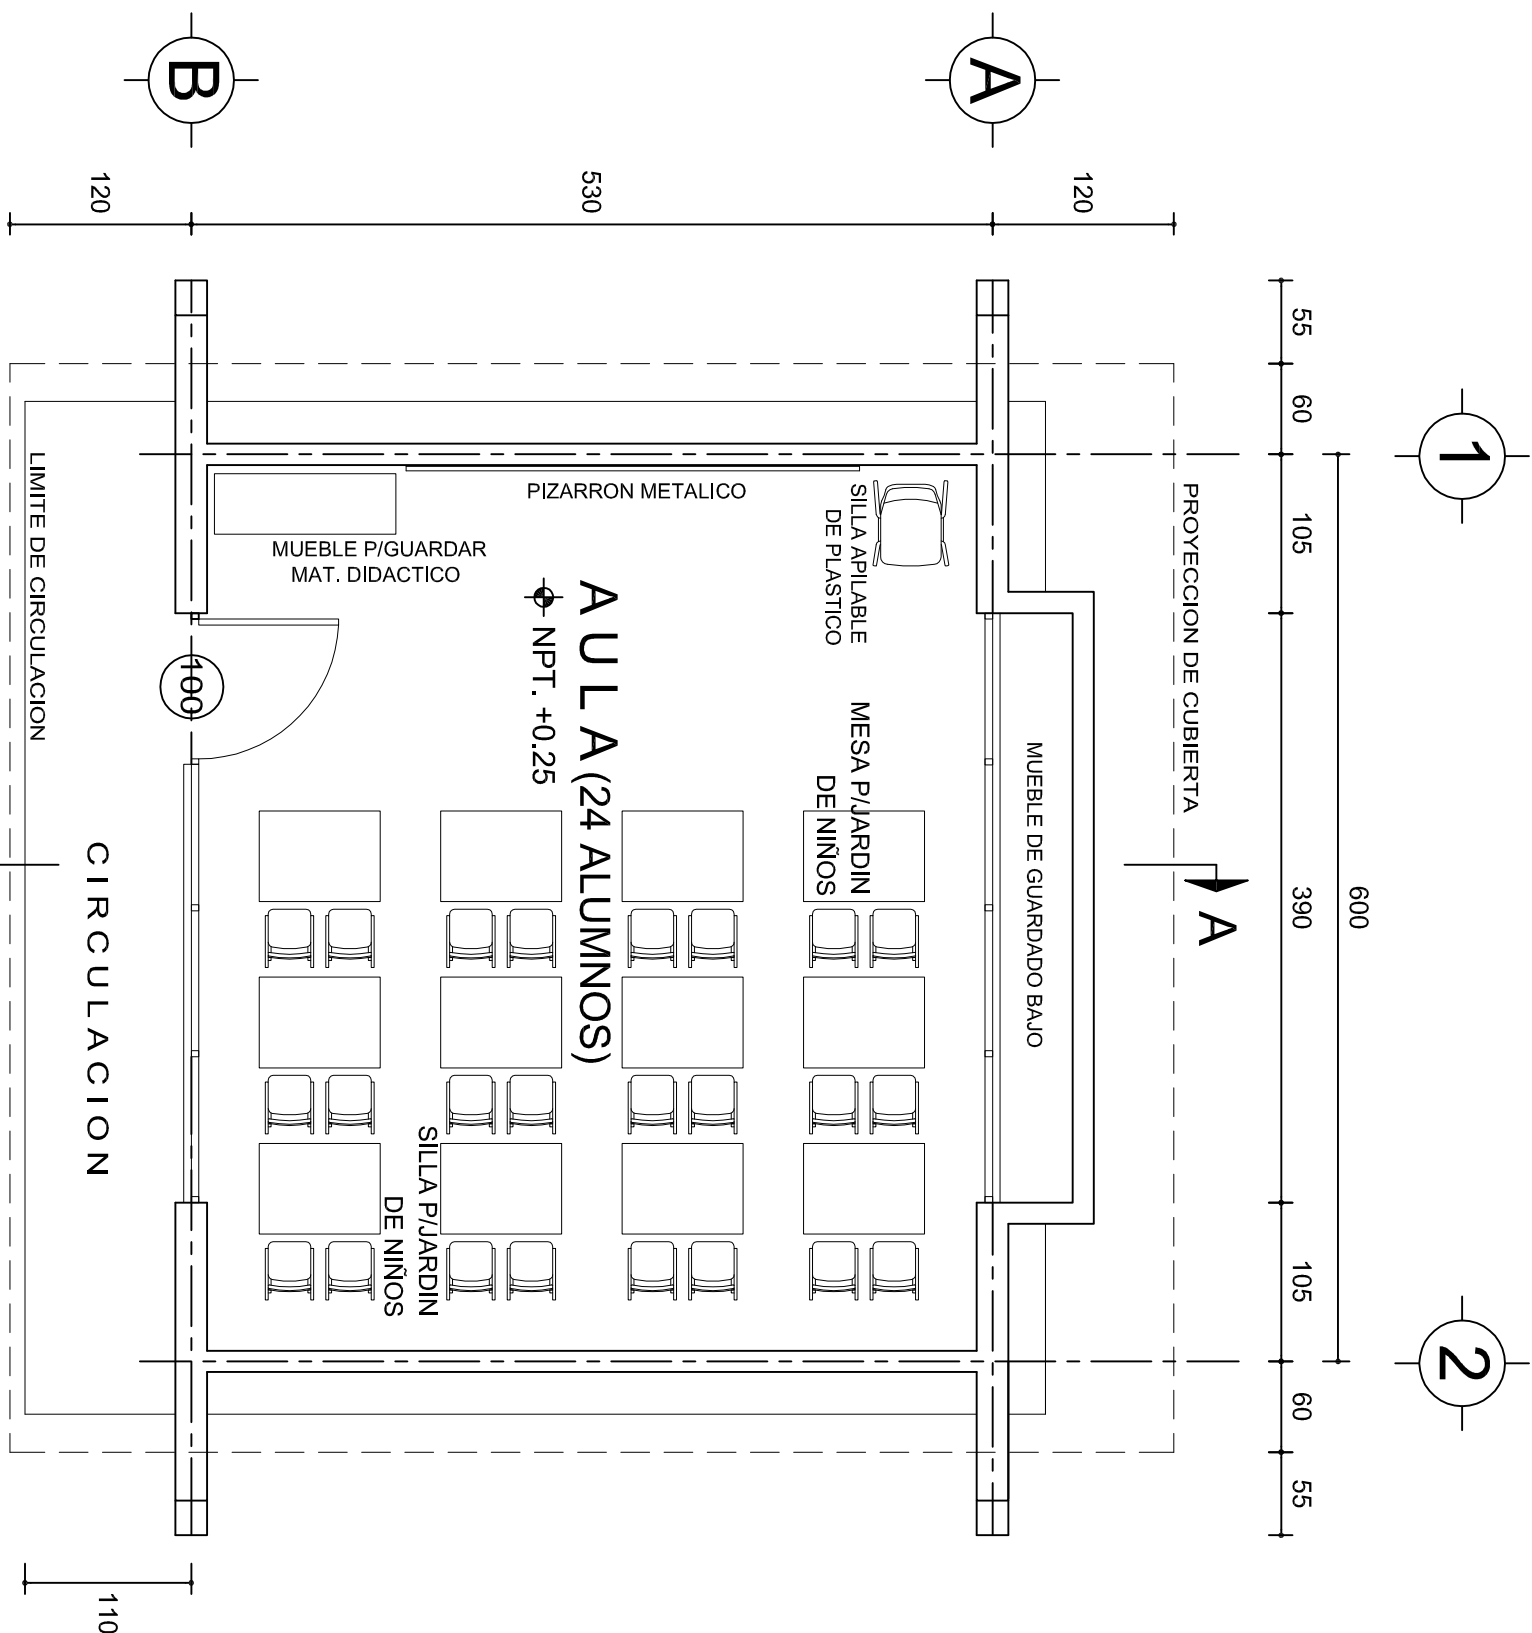 1
2
600
55
60
105
390
105
60
55
A
B
120
530
120
110
PROYECCION DE CUBIERTA
A
MUEBLE DE GUARDADO BAJO
SILLA APILABLE
DE PLASTICO
MESA P/JARDIN
DE NIÑOS
PIZARRON METALICO
A U L A (24 ALUMNOS)
NPT. +0.25
MUEBLE P/GUARDAR
MAT. DIDACTICO
SILLA P/JARDIN
DE NIÑOS
100
C I R C U L A C I O N
LIMITE DE CIRCULACION